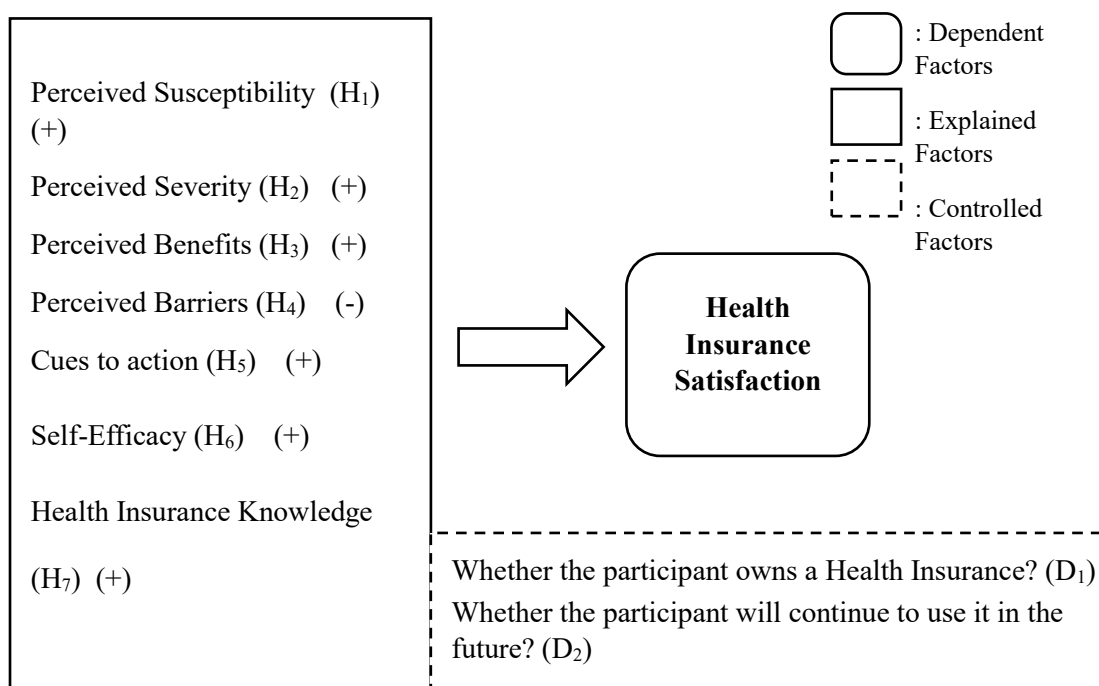 Perceived Susceptibility (H₁)
(+)
Perceived Severity (H₂) (+)
Perceived Benefits (H₃) (+)
Perceived Barriers (H₄) (-)
Cues to action (H₅) (+)
Self-Efficacy (H₆) (+)
Health Insurance Knowledge
(H₇) (+)
: Dependent
Factors
: Explained
Factors
: Controlled
Factors
Health
Insurance
Satisfaction
Whether the participant owns a Health Insurance? (D₁)
Whether the participant will continue to use it in the
future? (D₂)